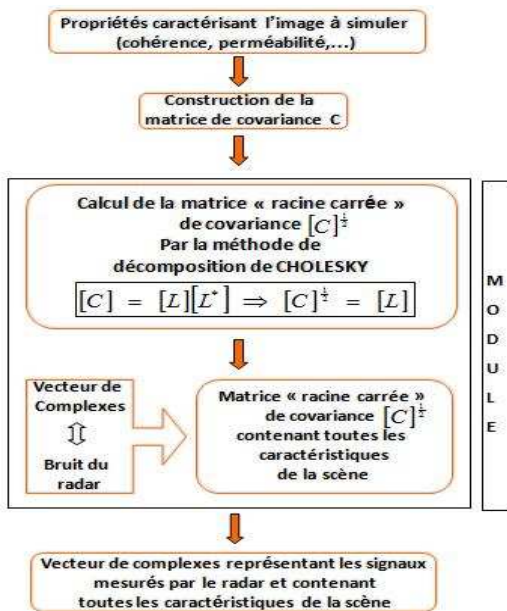 Propriétés caractérisant l'image à simuler
(cohérence, perméabilité,...)
Construction de la
matrice de covariance C
Calcul de la matrice « racine carrée »
de covariance [C]^½
Par la méthode de
décomposition de CHOLESKY
[C] = [L][L*] ⇒ [C]^½ = [L]
Vecteur de
Complexes
⇕
Bruit du
radar
Matrice « racine carrée »
de covariance [C]^½
contenant toutes les
caractéristiques
de la scène
M
O
D
U
L
E
Vecteur de complexes représentant les signaux
mesurés par le radar et contenant
toutes les caractéristiques de la scène